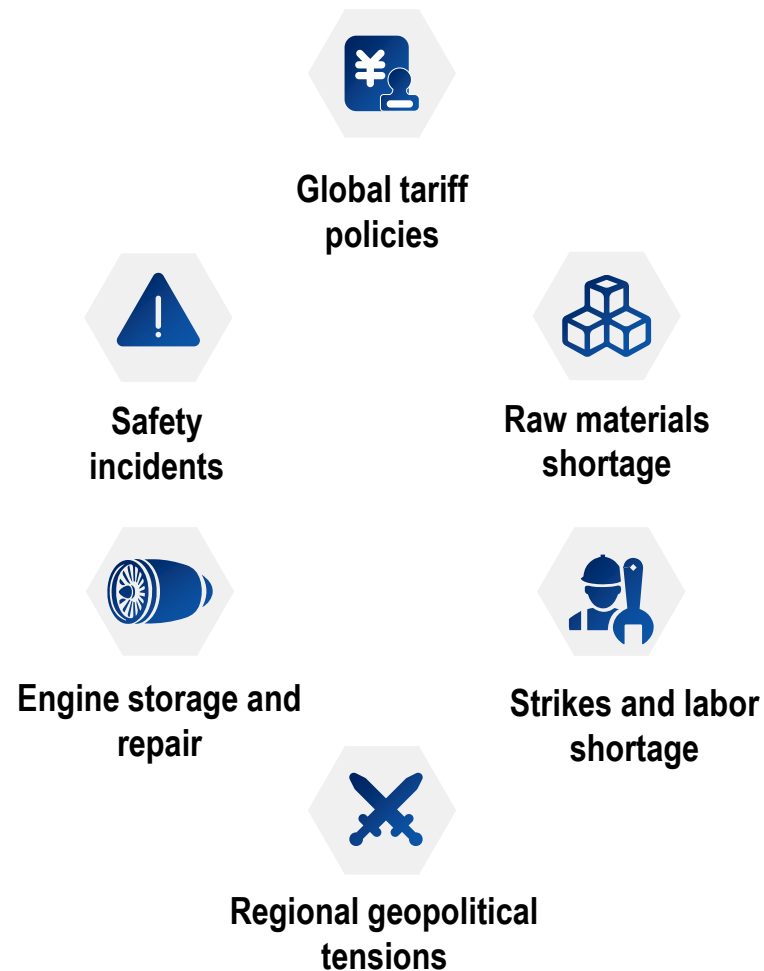 ¥
Global tariff
policies
Safety
incidents
Raw materials
shortage
Engine storage and
repair
Strikes and labor
shortage
Regional geopolitical
tensions